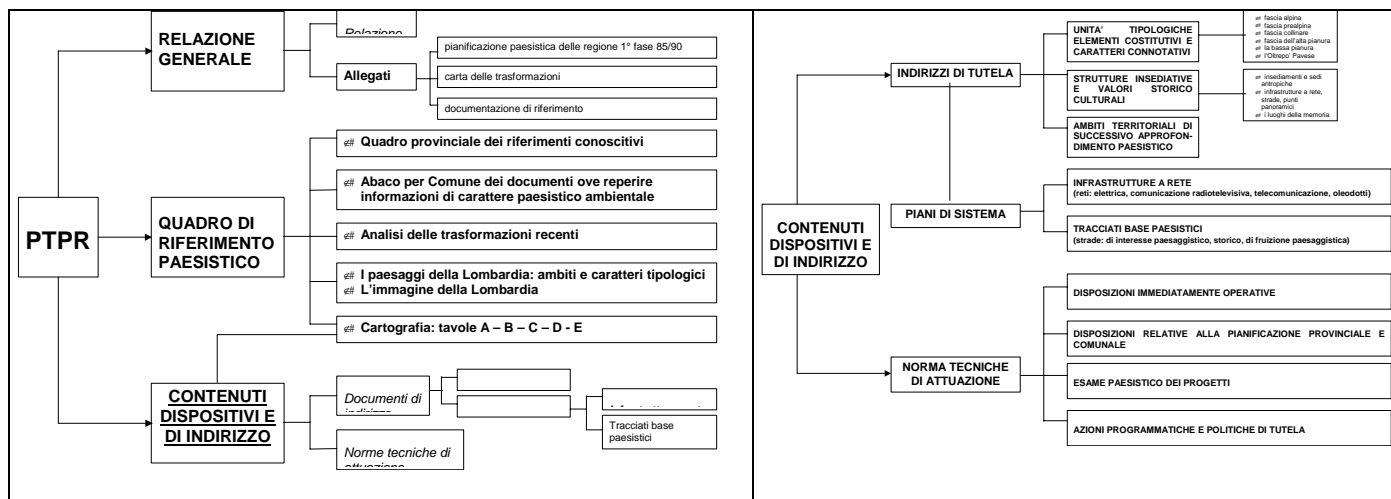 PTPR
RELAZIONE
GENERALE
Relazione
Allegati
pianificazione paesistica della regione 1° fase 85/90
carta delle trasformazioni
documentazione di riferimento
QUADRO DI
RIFERIMENTO
PAESISTICO
Quadro provinciale dei riferimenti conoscitivi
Abaco per Comune dei documenti ove reperire
informazioni di carattere paesistico ambientale
Analisi delle trasformazioni recenti
I paesaggi della Lombardia: ambiti e caratteri tipologici
L'immagine della Lombardia
Cartografia: tavole A – B – C – D - E
CONTENUTI
DISPOSITIVI E
DI INDIRIZZO
Documenti di
indirizzo
Tracciati base
paesistici
Norme tecniche di
attuazione
CONTENUTI
DISPOSITIVI E
DI INDIRIZZO
INDIRIZZI DI TUTELA
UNITA' TIPOLOGICHE
ELEMENTI COSTITUTIVI E
CARATTERI CONNOTATIVI
fascia alpina
fascia prealpina
fascia collinare
fascia dell'alta pianura
la bassa pianura
l'Oltrepo' Pavese
STRUTTURE INSEDIATIVE
E VALORI STORICO
CULTURALI
insediamenti e sedi
antropiche
infrastrutture a rete,
strade, punti
panoramici
i luoghi della memoria
AMBITI TERRITORIALI DI
SUCCESSIVO APPROFON-
DIMENTO PAESISTICO
PIANI DI SISTEMA
INFRASTRUTTURE A RETE
(reti: elettrica, comunicazione radiotelevisiva, telecomunicazione, oleodotti)
TRACCIATI BASE PAESISTICI
(strade: di interesse paesaggistico, storico, di fruizione paesaggistica)
NORMA TECNICHE
DI ATTUAZIONE
DISPOSIZIONI IMMEDIATAMENTE OPERATIVE
DISPOSIZIONI RELATIVE ALLA PIANIFICAZIONE PROVINCIALE E
COMUNALE
ESAME PAESISTICO DEI PROGETTI
AZIONI PROGRAMMATICHE E POLITICHE DI TUTELA